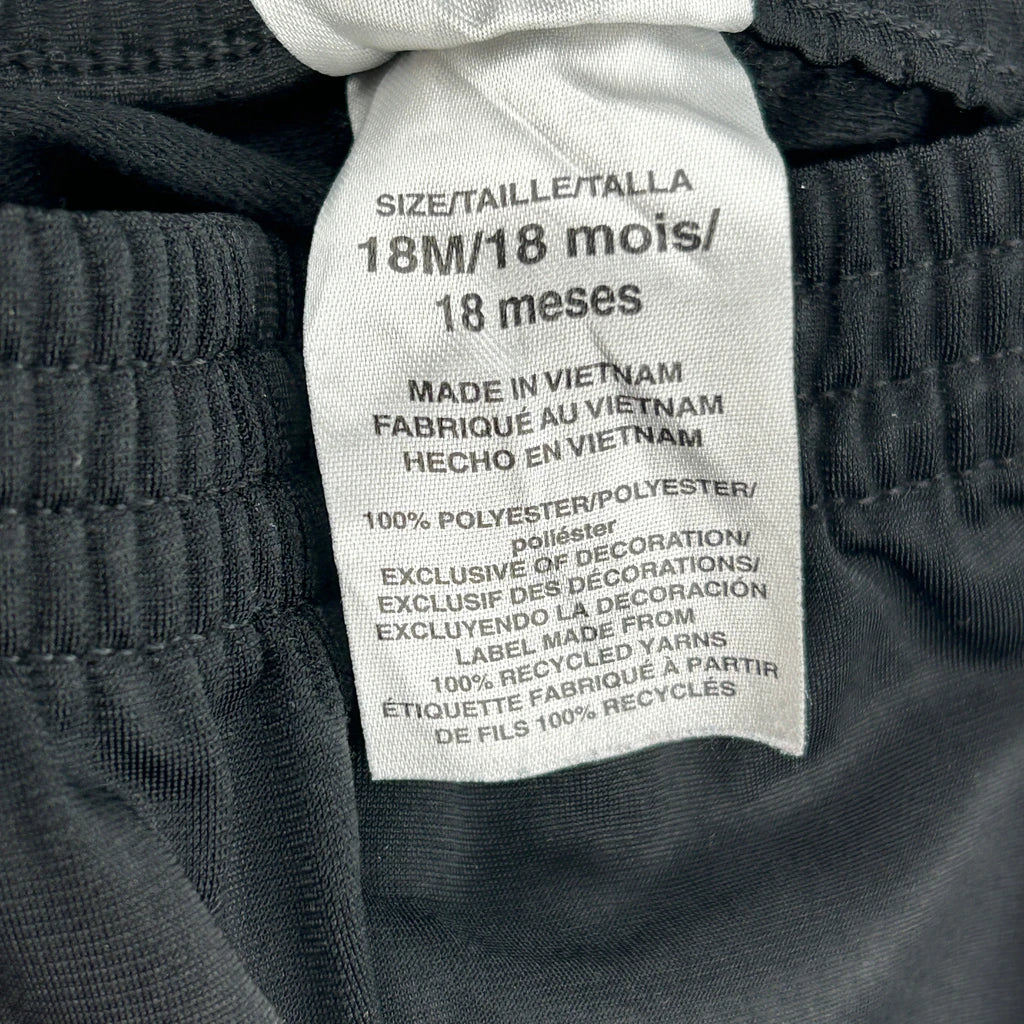 SIZE/TAILLE/TALLA
18M/18 mois/
18 meses
MADE IN VIETNAM
FABRIQUÉ AU VIETNAM
HECHO EN VIETNAM
100% POLYESTER/POLYESTER/
poliéster
EXCLUSIVE OF DECORATION/
EXCLUSIF DES DÉCORATIONS/
EXCLUYENDO LA DECORACIÓN
LABEL MADE FROM
100% RECYCLED YARNS
ÉTIQUETTE FABRIQUÉ À PARTIR
DE FILS 100% RECYCLÉS